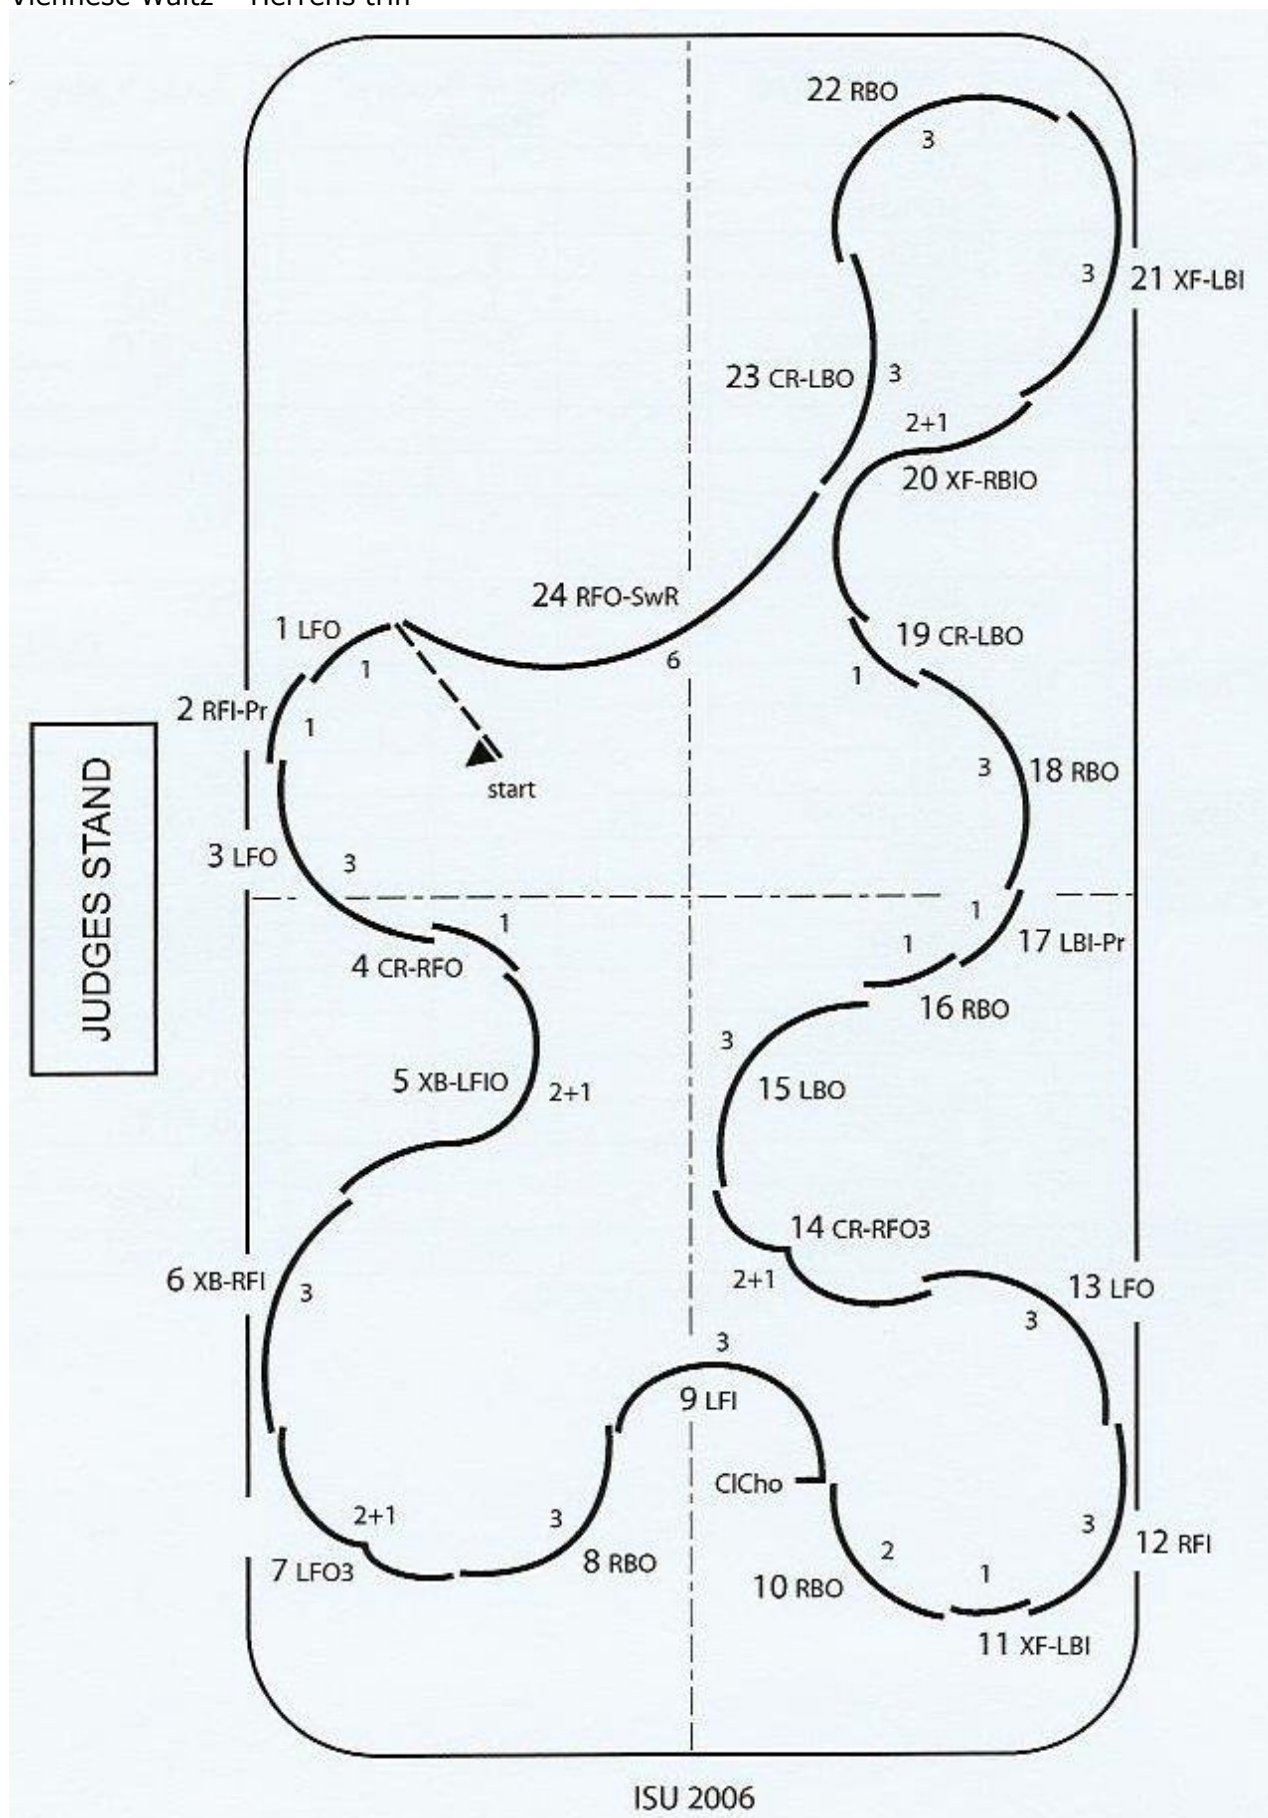 22 RBO
3
3
21 XF-LBI
23 CR-LBO
3
2+1
20 XF-RBIO
24 RFO-SwR
6
1 LFO
1
19 CR-LBO
1
2 RFI-Pr
1
start
3
18 RBO
JUDGES STAND
3 LFO
3
1
4 CR-RFO
1
17 LBI-Pr
1
16 RBO
3
15 LBO
5 XB-LFIO
2+1
14 CR-RFO3
2+1
6 XB-RFI
3
13 LFO
3
3
9 LFI
ClCho
2+1
7 LFO3
3
8 RBO
2
10 RBO
1
11 XF-LBI
3
12 RFI
ISU 2006